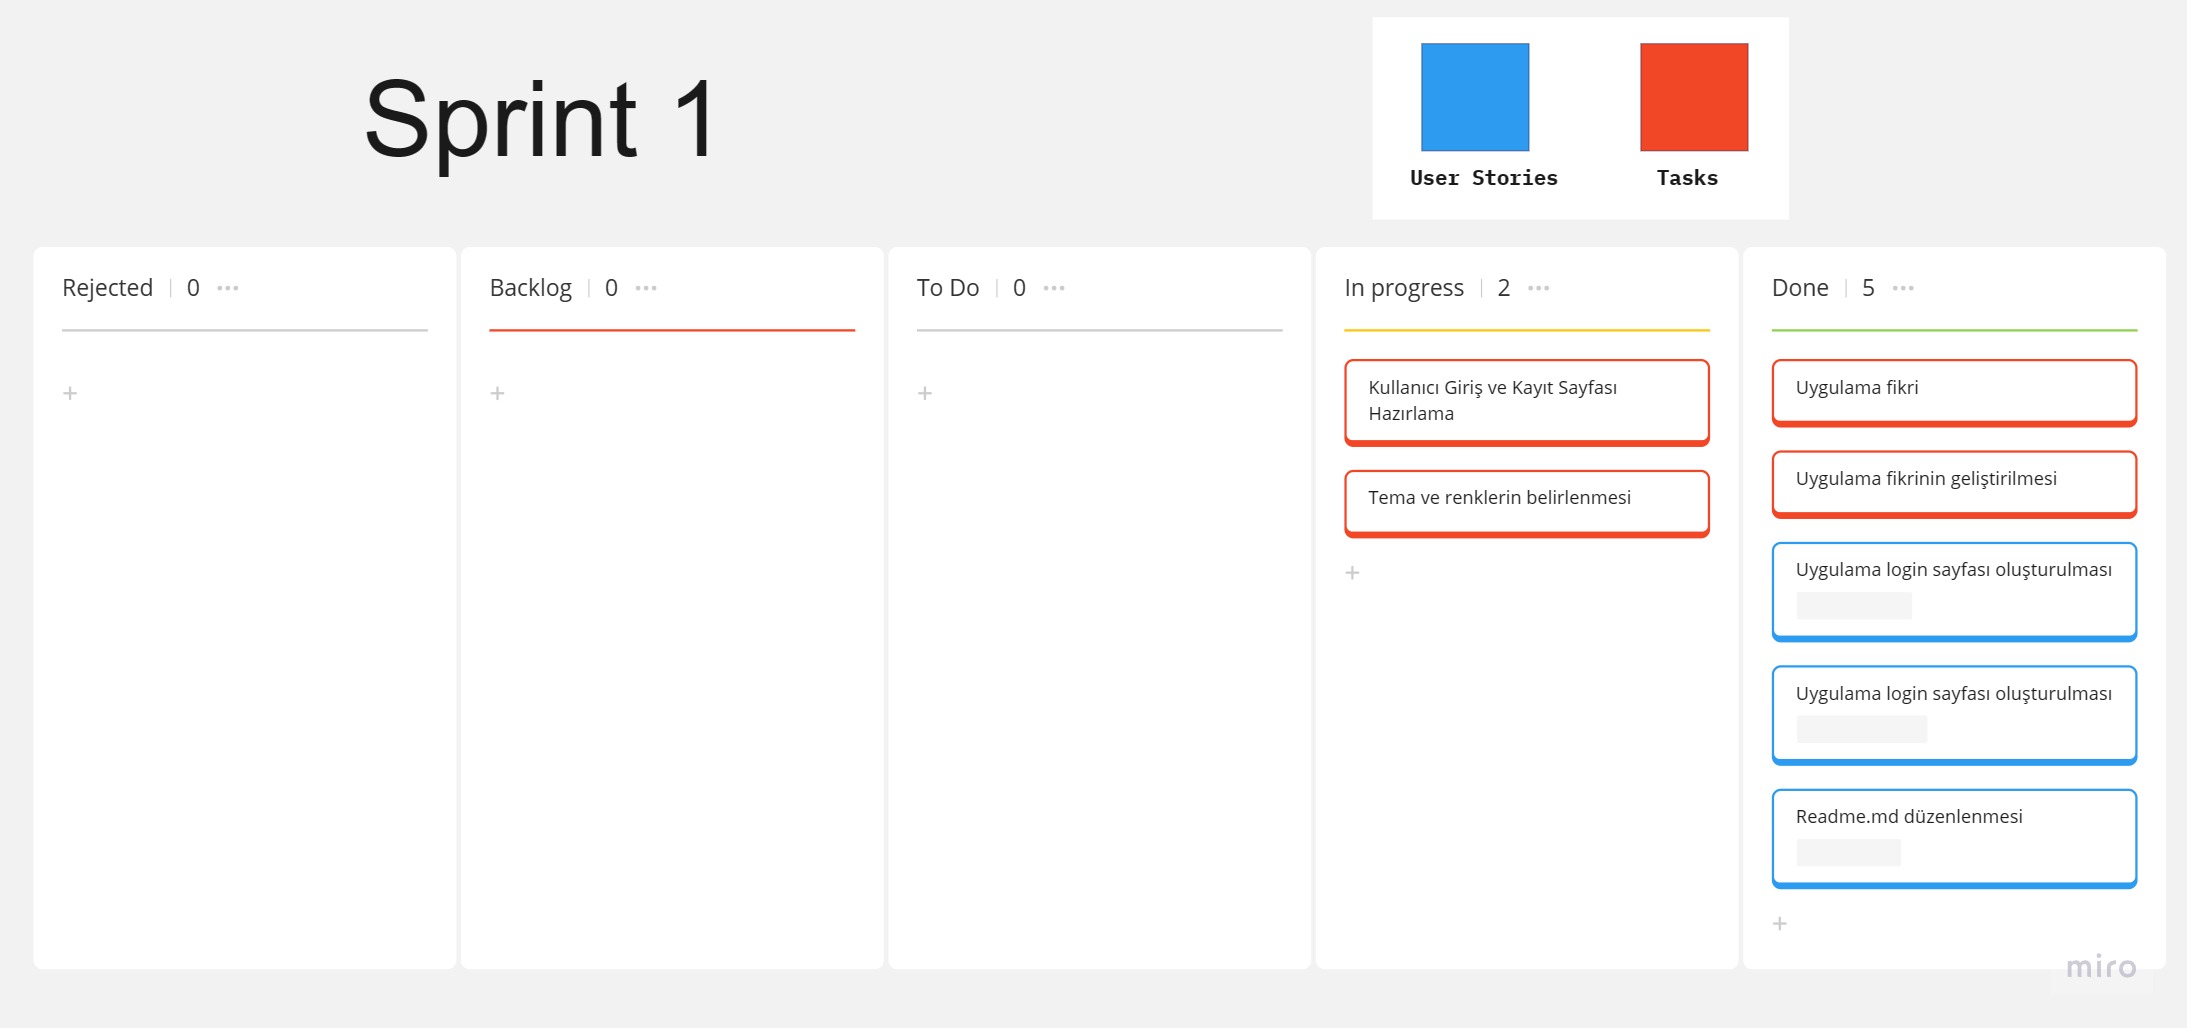 Sprint 1
User Stories
Tasks
Rejected 0
Backlog 0
To Do 0
In progress 2
Done 5
Kullanıcı Giriş ve Kayıt Sayfası
Hazırlama
Tema ve renklerin belirlenmesi
Uygulama fikri
Uygulama fikrinin geliştirilmesi
Uygulama login sayfası oluşturulması
Uygulama login sayfası oluşturulması
Readme.md düzenlenmesi
miro